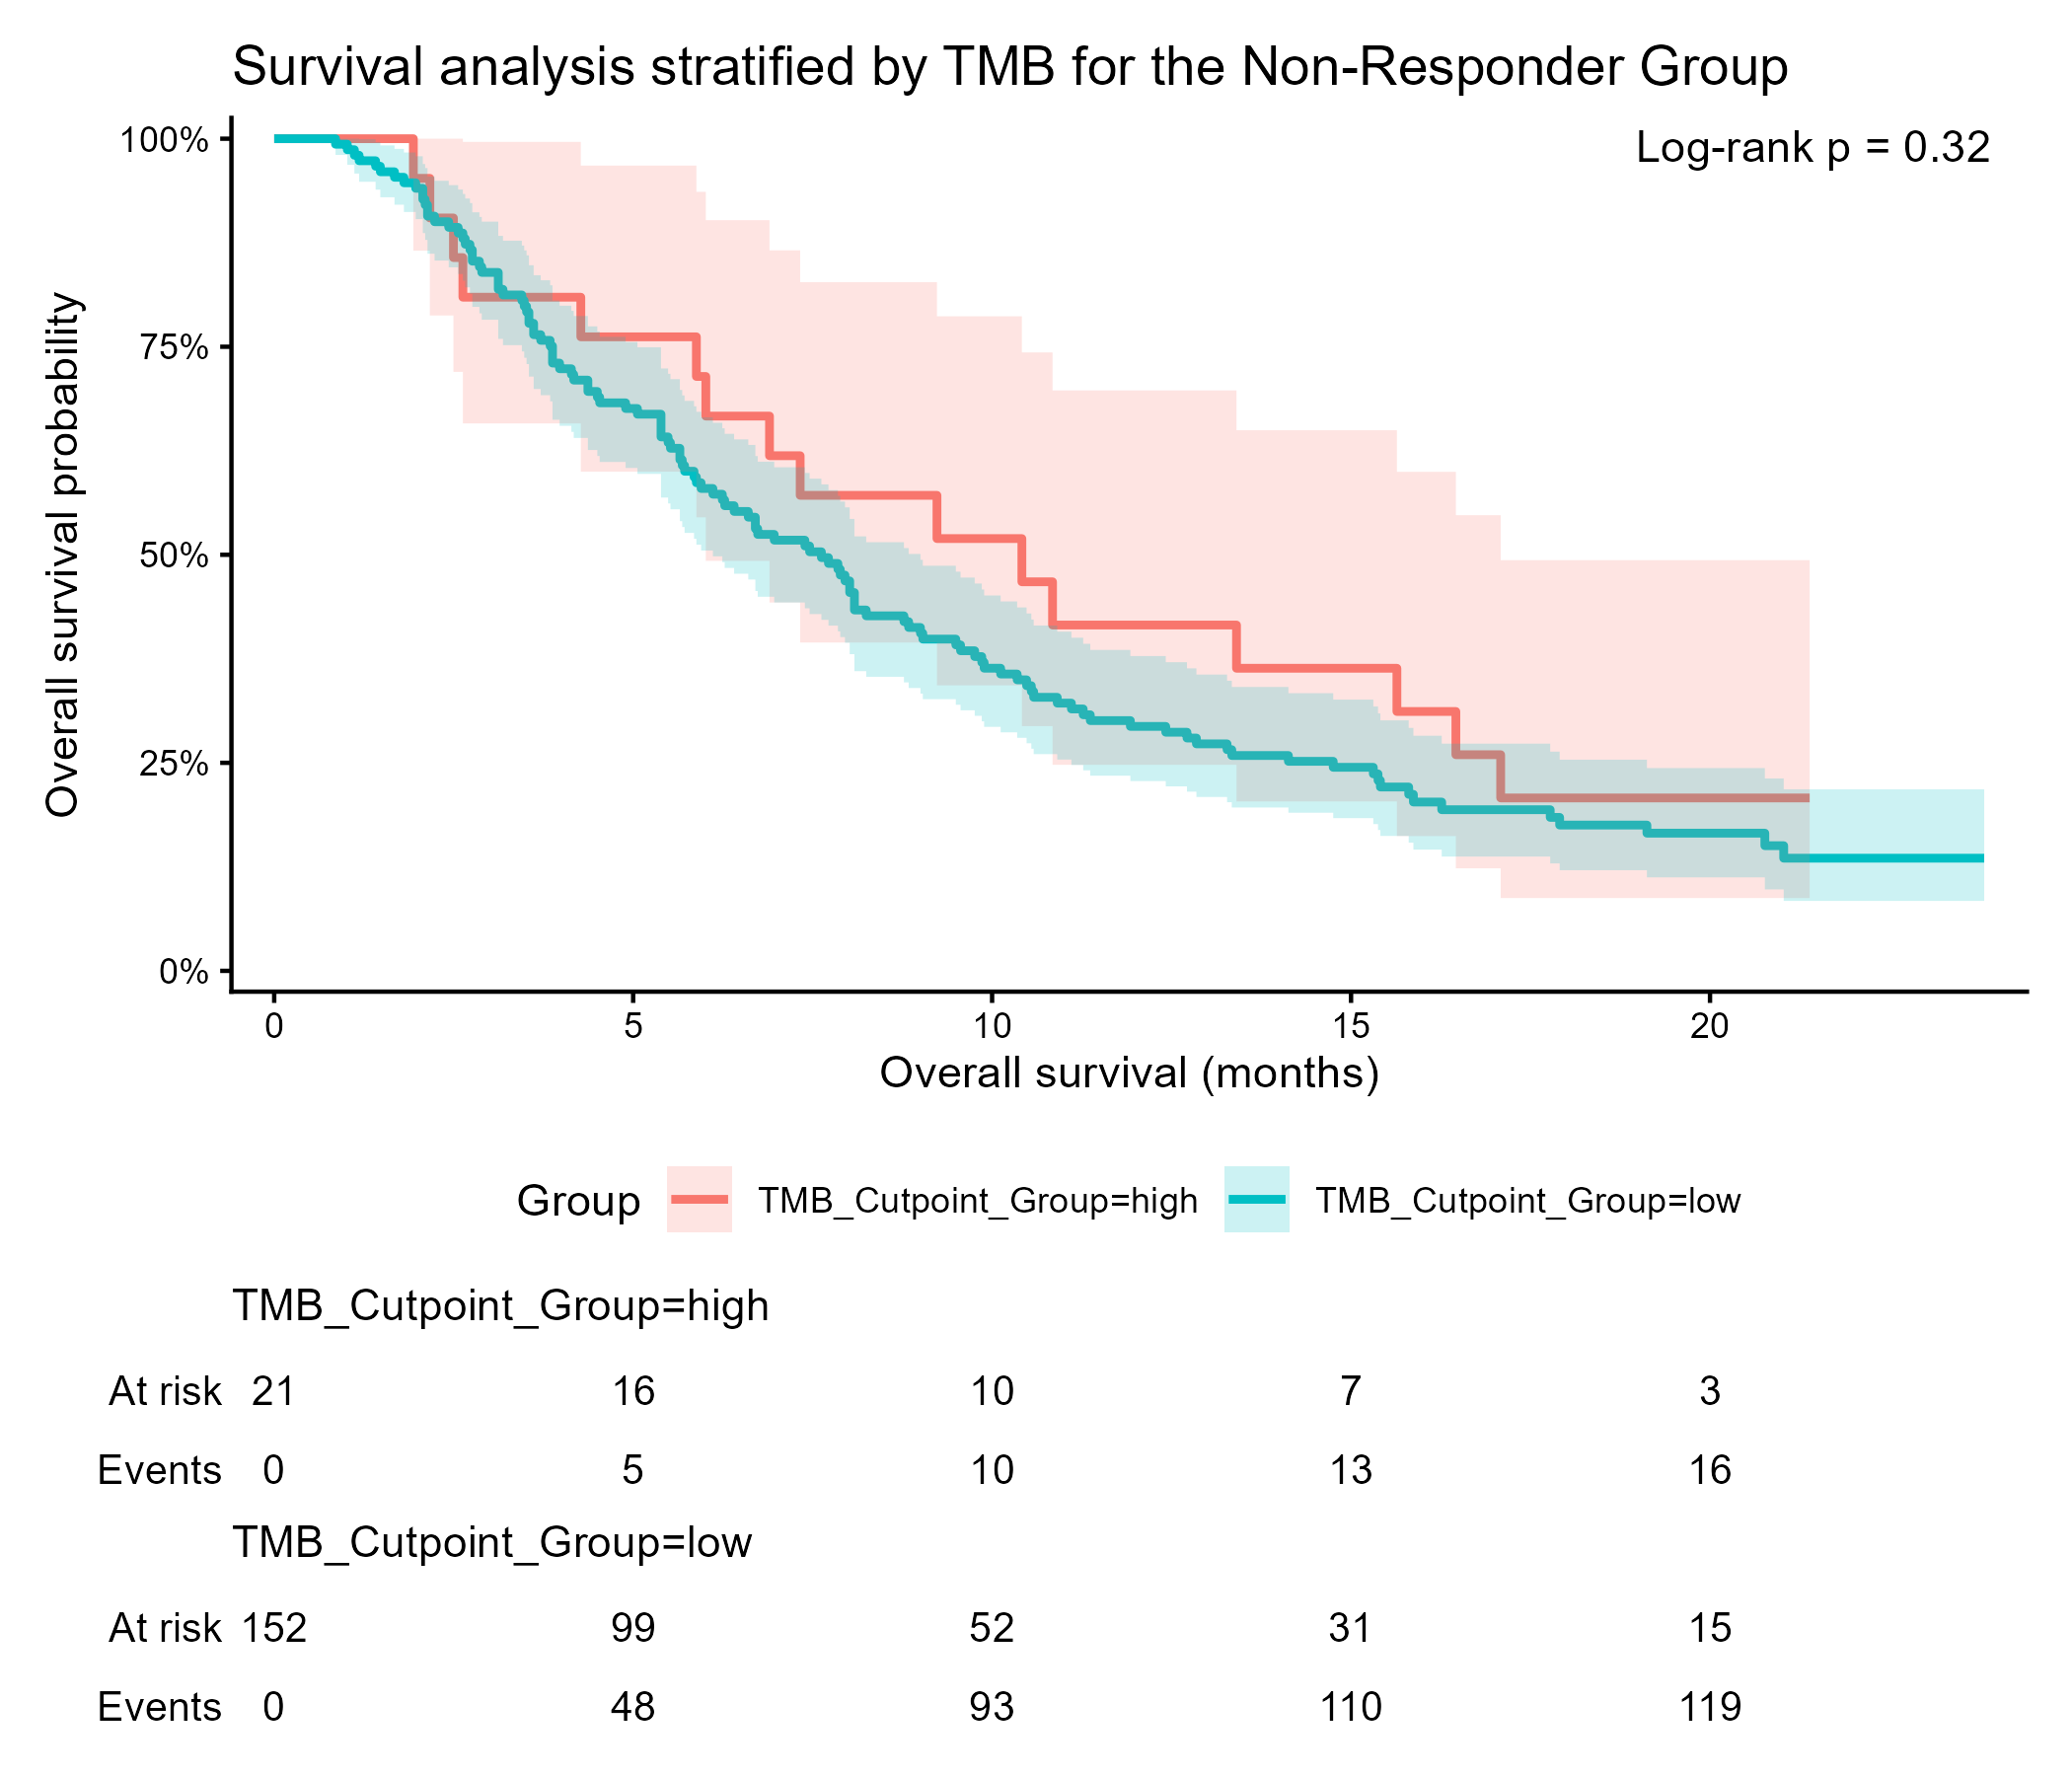 Survival analysis stratified by TMB for the Non-Responder Group
Log-rank p = 0.32
Overall survival probability
100%
75%
50%
25%
0%
0 5 10 15 20
Overall survival (months)
Group TMB_Cutpoint_Group=high TMB_Cutpoint_Group=low
TMB_Cutpoint_Group=high
At risk 21 16 10 7 3
Events 0 5 10 13 16
TMB_Cutpoint_Group=low
At risk 152 99 52 31 15
Events 0 48 93 110 119